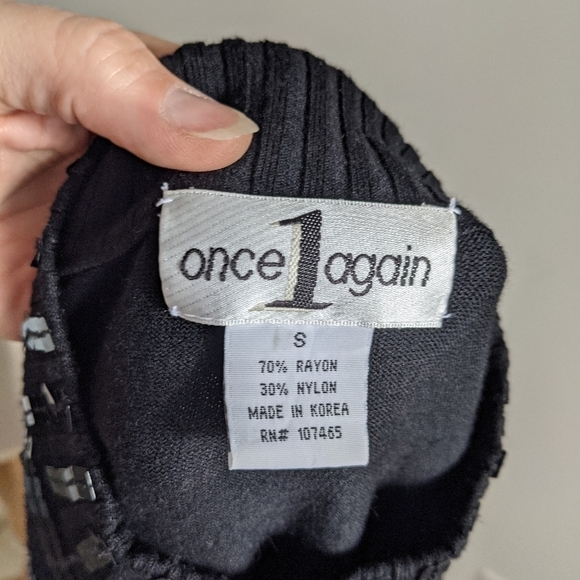 once 1 again
S
70% RAYON
30% NYLON
MADE IN KOREA
RN# 107465